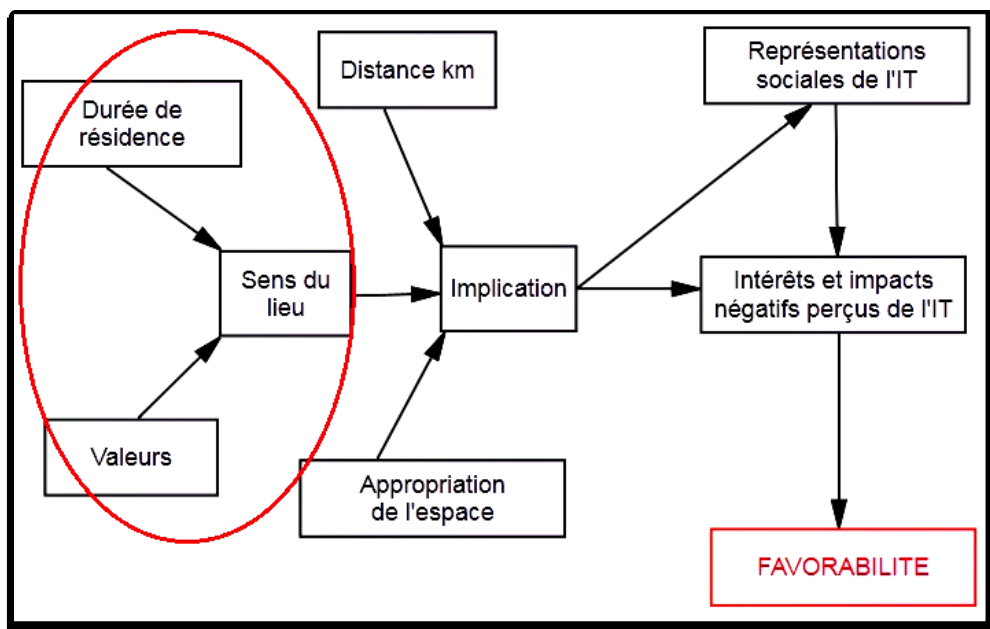 Durée de
résidence
Distance km
Représentations
sociales de l'IT
Sens du
lieu
Implication
Intérêts et impacts
négatifs perçus de l'IT
Valeurs
Appropriation
de l'espace
FAVORABILITE